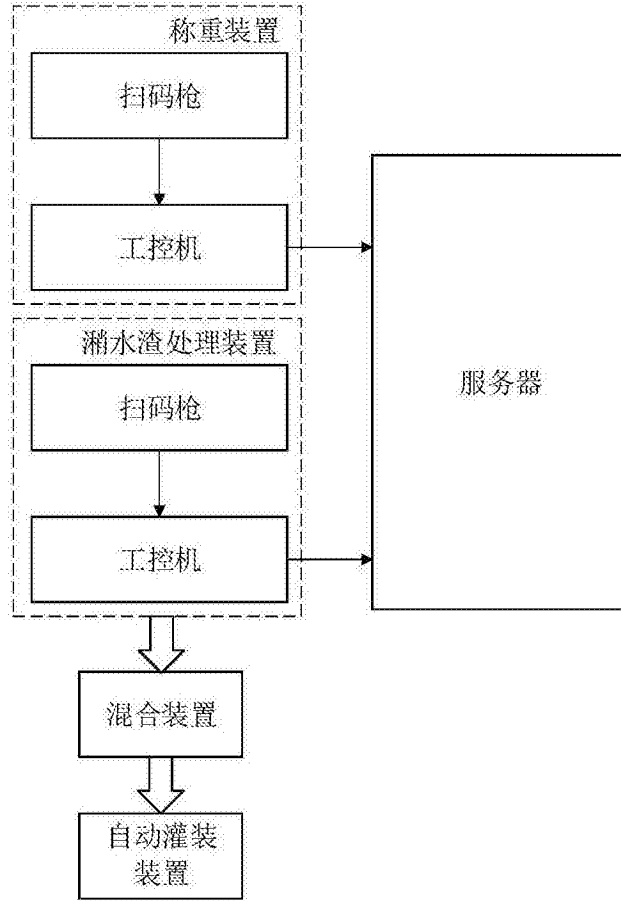 称重装置
扫码枪
工控机
潲水渣处理装置
扫码枪
工控机
服务器
混合装置
自动灌装
装置